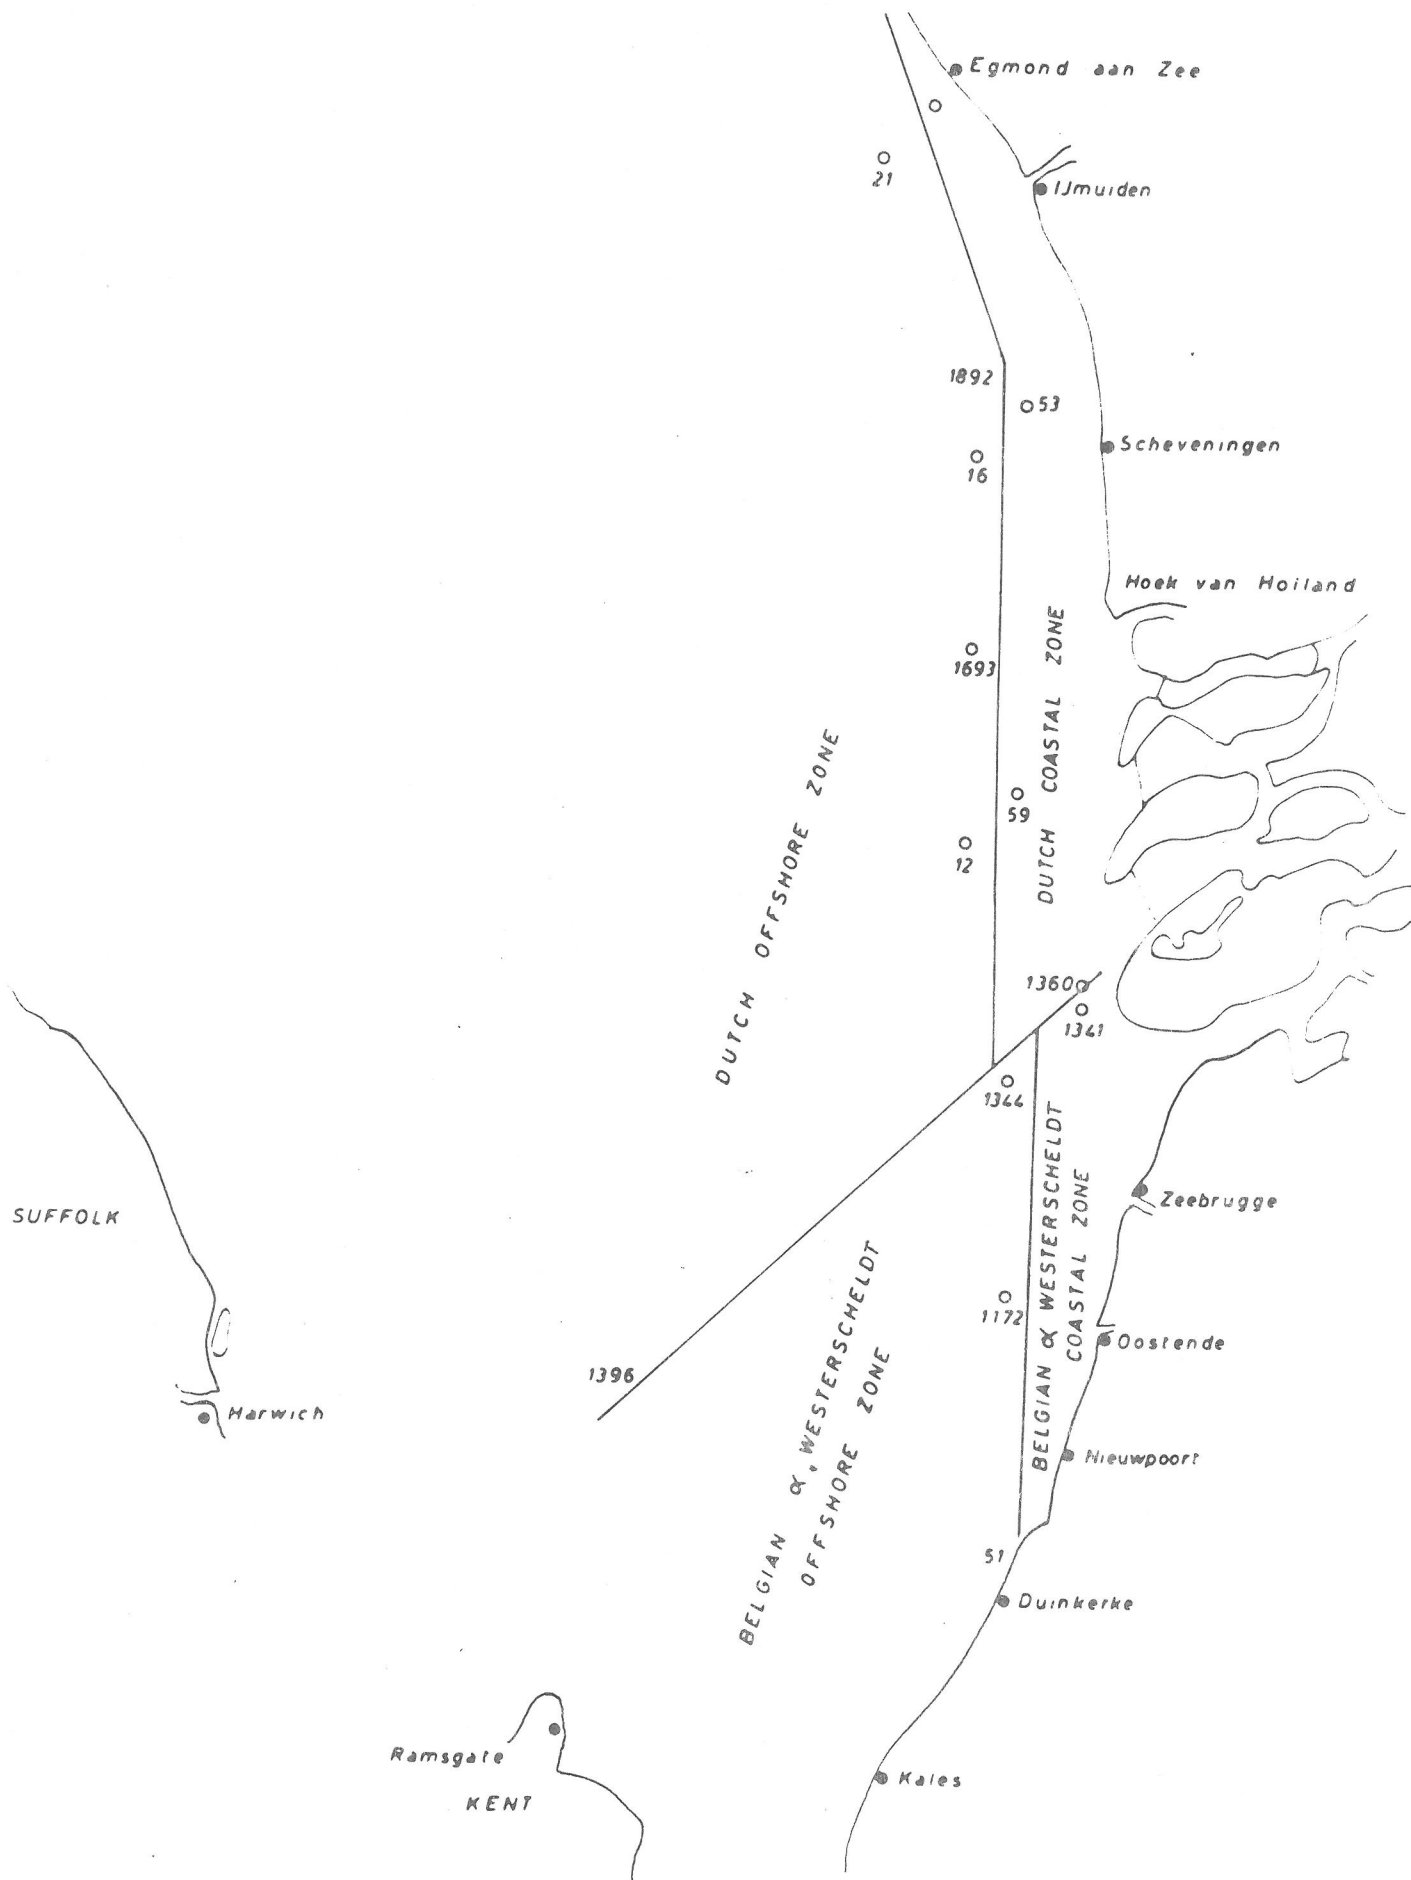 Egmond aan Zee
21
IJmuiden
1892
53
Scheveningen
16
Hoek van Hoiland
1693
DUTCH COASTAL ZONE
DUTCH OFFSHORE ZONE
59
12
1360
1341
1344
BELGIAN α WESTERSCHELDT
COASTAL ZONE
Zeebrugge
SUFFOLK
1172
Oostende
1396
Harwich
BELGIAN α WESTERSCHELDT
OFFSHORE ZONE
Nieuwpoort
51
Duinkerke
Ramsgate
Kales
KENT